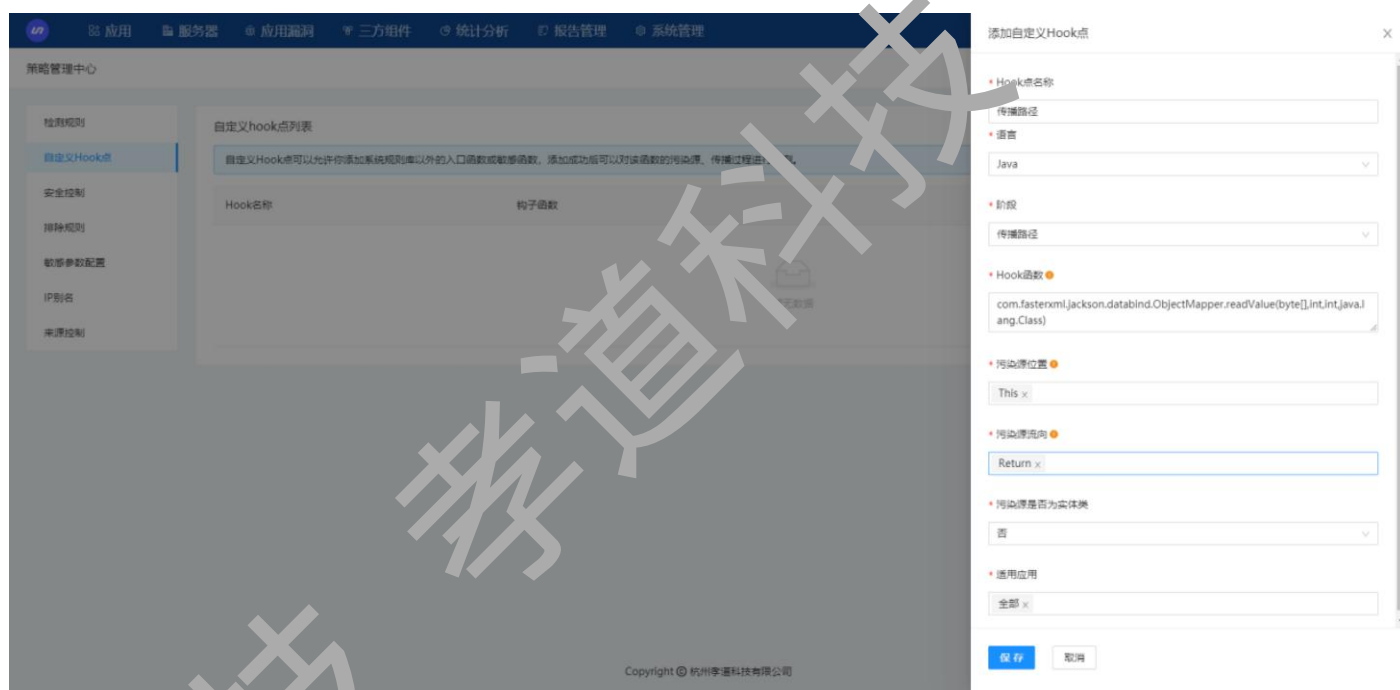 应用 服务器 应用漏洞 三方组件 统计分析 报告管理 系统管理
策略管理中心
检测规则
自定义Hook点
安全控制
排除规则
敏感参数配置
IP别名
来源控制
自定义hook点列表
自定义Hook点可以允许你添加系统规则库以外的入口函数或敏感函数，添加成功后可以对该函数的污染源、传播过程进行
Hook名称 钩子函数
无数据
Copyright © 杭州孝道科技有限公司
添加自定义Hook点
* Hook点名称
传播路径
* 语言
Java
* 阶段
传播路径
* Hook函数
com.fasterxml.jackson.databind.ObjectMapper.readValue(byte[],int,int,java.l
ang.Class)
* 污染源位置
This ×
* 污染源流向
Return ×
* 污染源是否为实体类
否
* 适用应用
全部 ×
保 存 取消
孝道科技
技